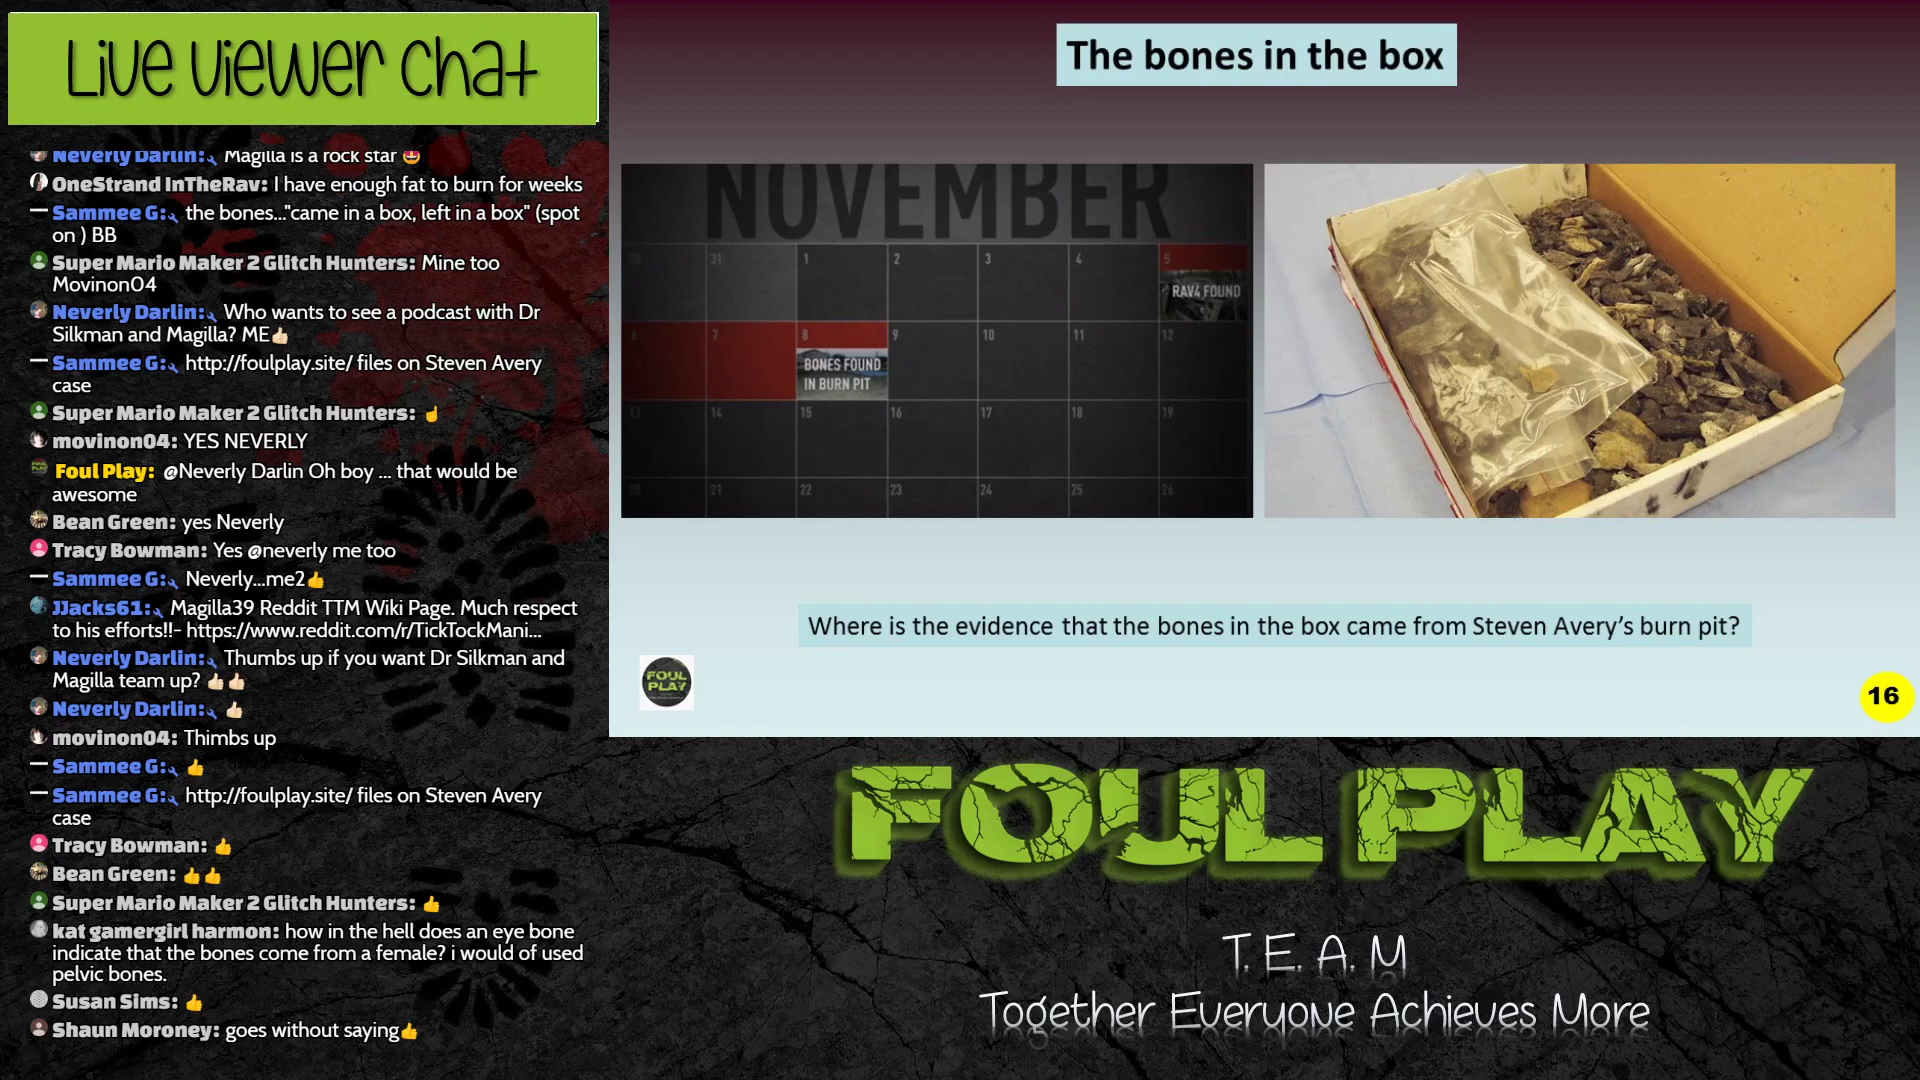 Live Viewer Chat
Neverly Darlin: Magilla is a rock star 🤩
OneStrand InTheRav: I have enough fat to burn for weeks
Sammee G: the bones..."came in a box, left in a box" (spot
on ) BB
Super Mario Maker 2 Glitch Hunters: Mine too
Movinon04
Neverly Darlin: Who wants to see a podcast with Dr
Silkman and Magilla? ME👍🏻
Sammee G: http://foulplay.site/ files on Steven Avery
case
Super Mario Maker 2 Glitch Hunters: ☝
movinon04: YES NEVERLY
Foul Play: @Neverly Darlin Oh boy ... that would be
awesome
Bean Green: yes Neverly
Tracy Bowman: Yes @neverly me too
Sammee G: Neverly...me2👍
JJacks61: Magilla39 Reddit TTM Wiki Page. Much respect
to his efforts!!- https://www.reddit.com/r/TickTockMani...
Neverly Darlin: Thumbs up if you want Dr Silkman and
Magilla team up? 👍🏻👍🏻
Neverly Darlin: 👍🏻
movinon04: Thimbs up
Sammee G: 👍
Sammee G: http://foulplay.site/ files on Steven Avery
case
Tracy Bowman: 👍
Bean Green: 👍👍
Super Mario Maker 2 Glitch Hunters: 👍
kat gamergirl harmon: how in the hell does an eye bone
indicate that the bones come from a female? i would of used
pelvic bones.
Susan Sims: 👍
Shaun Moroney: goes without saying👍
The bones in the box
NOVEMBER
30 31 1 2 3 4 5
RAV4 FOUND
6 7 8 9 10 11 12
BONES FOUND
IN BURN PIT
13 14 15 16 17 18 19
20 21 22 23 24 25 26
Where is the evidence that the bones in the box came from Steven Avery's burn pit?
FOUL
PLAY
16
FOUL PLAY
T. E. A. M
Together Everyone Achieves More